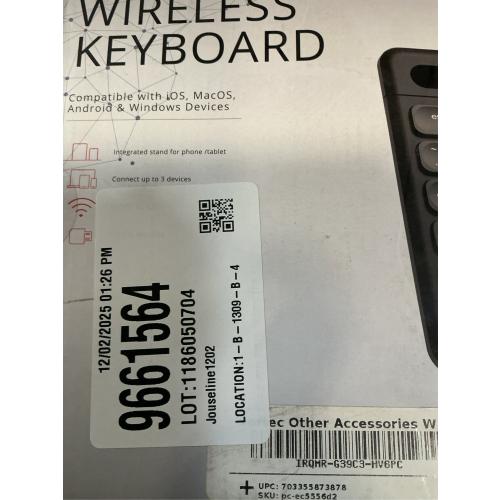 WIRELESS
KEYBOARD
Compatible with iOS, MacOS,
Android & Windows Devices
Integrated stand for phone /tablet
Connect up to 3 devices
12/02/2025 01:26 PM
9661564
LOT:1186050704
Jouseline1202
LOCATION:1-B-1309-B-4
ec Other Accessories W
IRQMR-G39C3-HV6PC
UPC: 703355873878
SKU: pc-ec5556d2